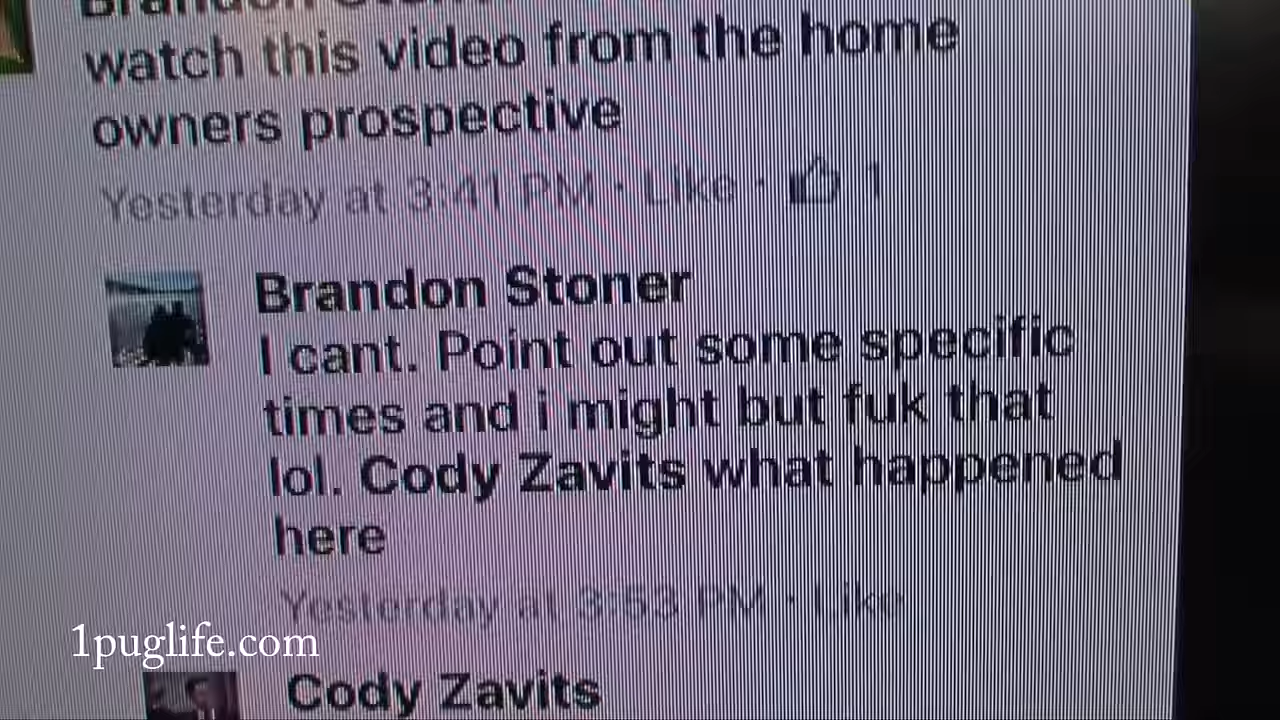 Brandon
watch this video from the home
owners prospective
Yesterday at 3:41 PM · Like · 1
Brandon Stoner
I cant. Point out some specific
times and i might but fuk that
lol. Cody Zavits what happened
here
Yesterday at 3:53 PM · Like
1puglife.com
Cody Zavits